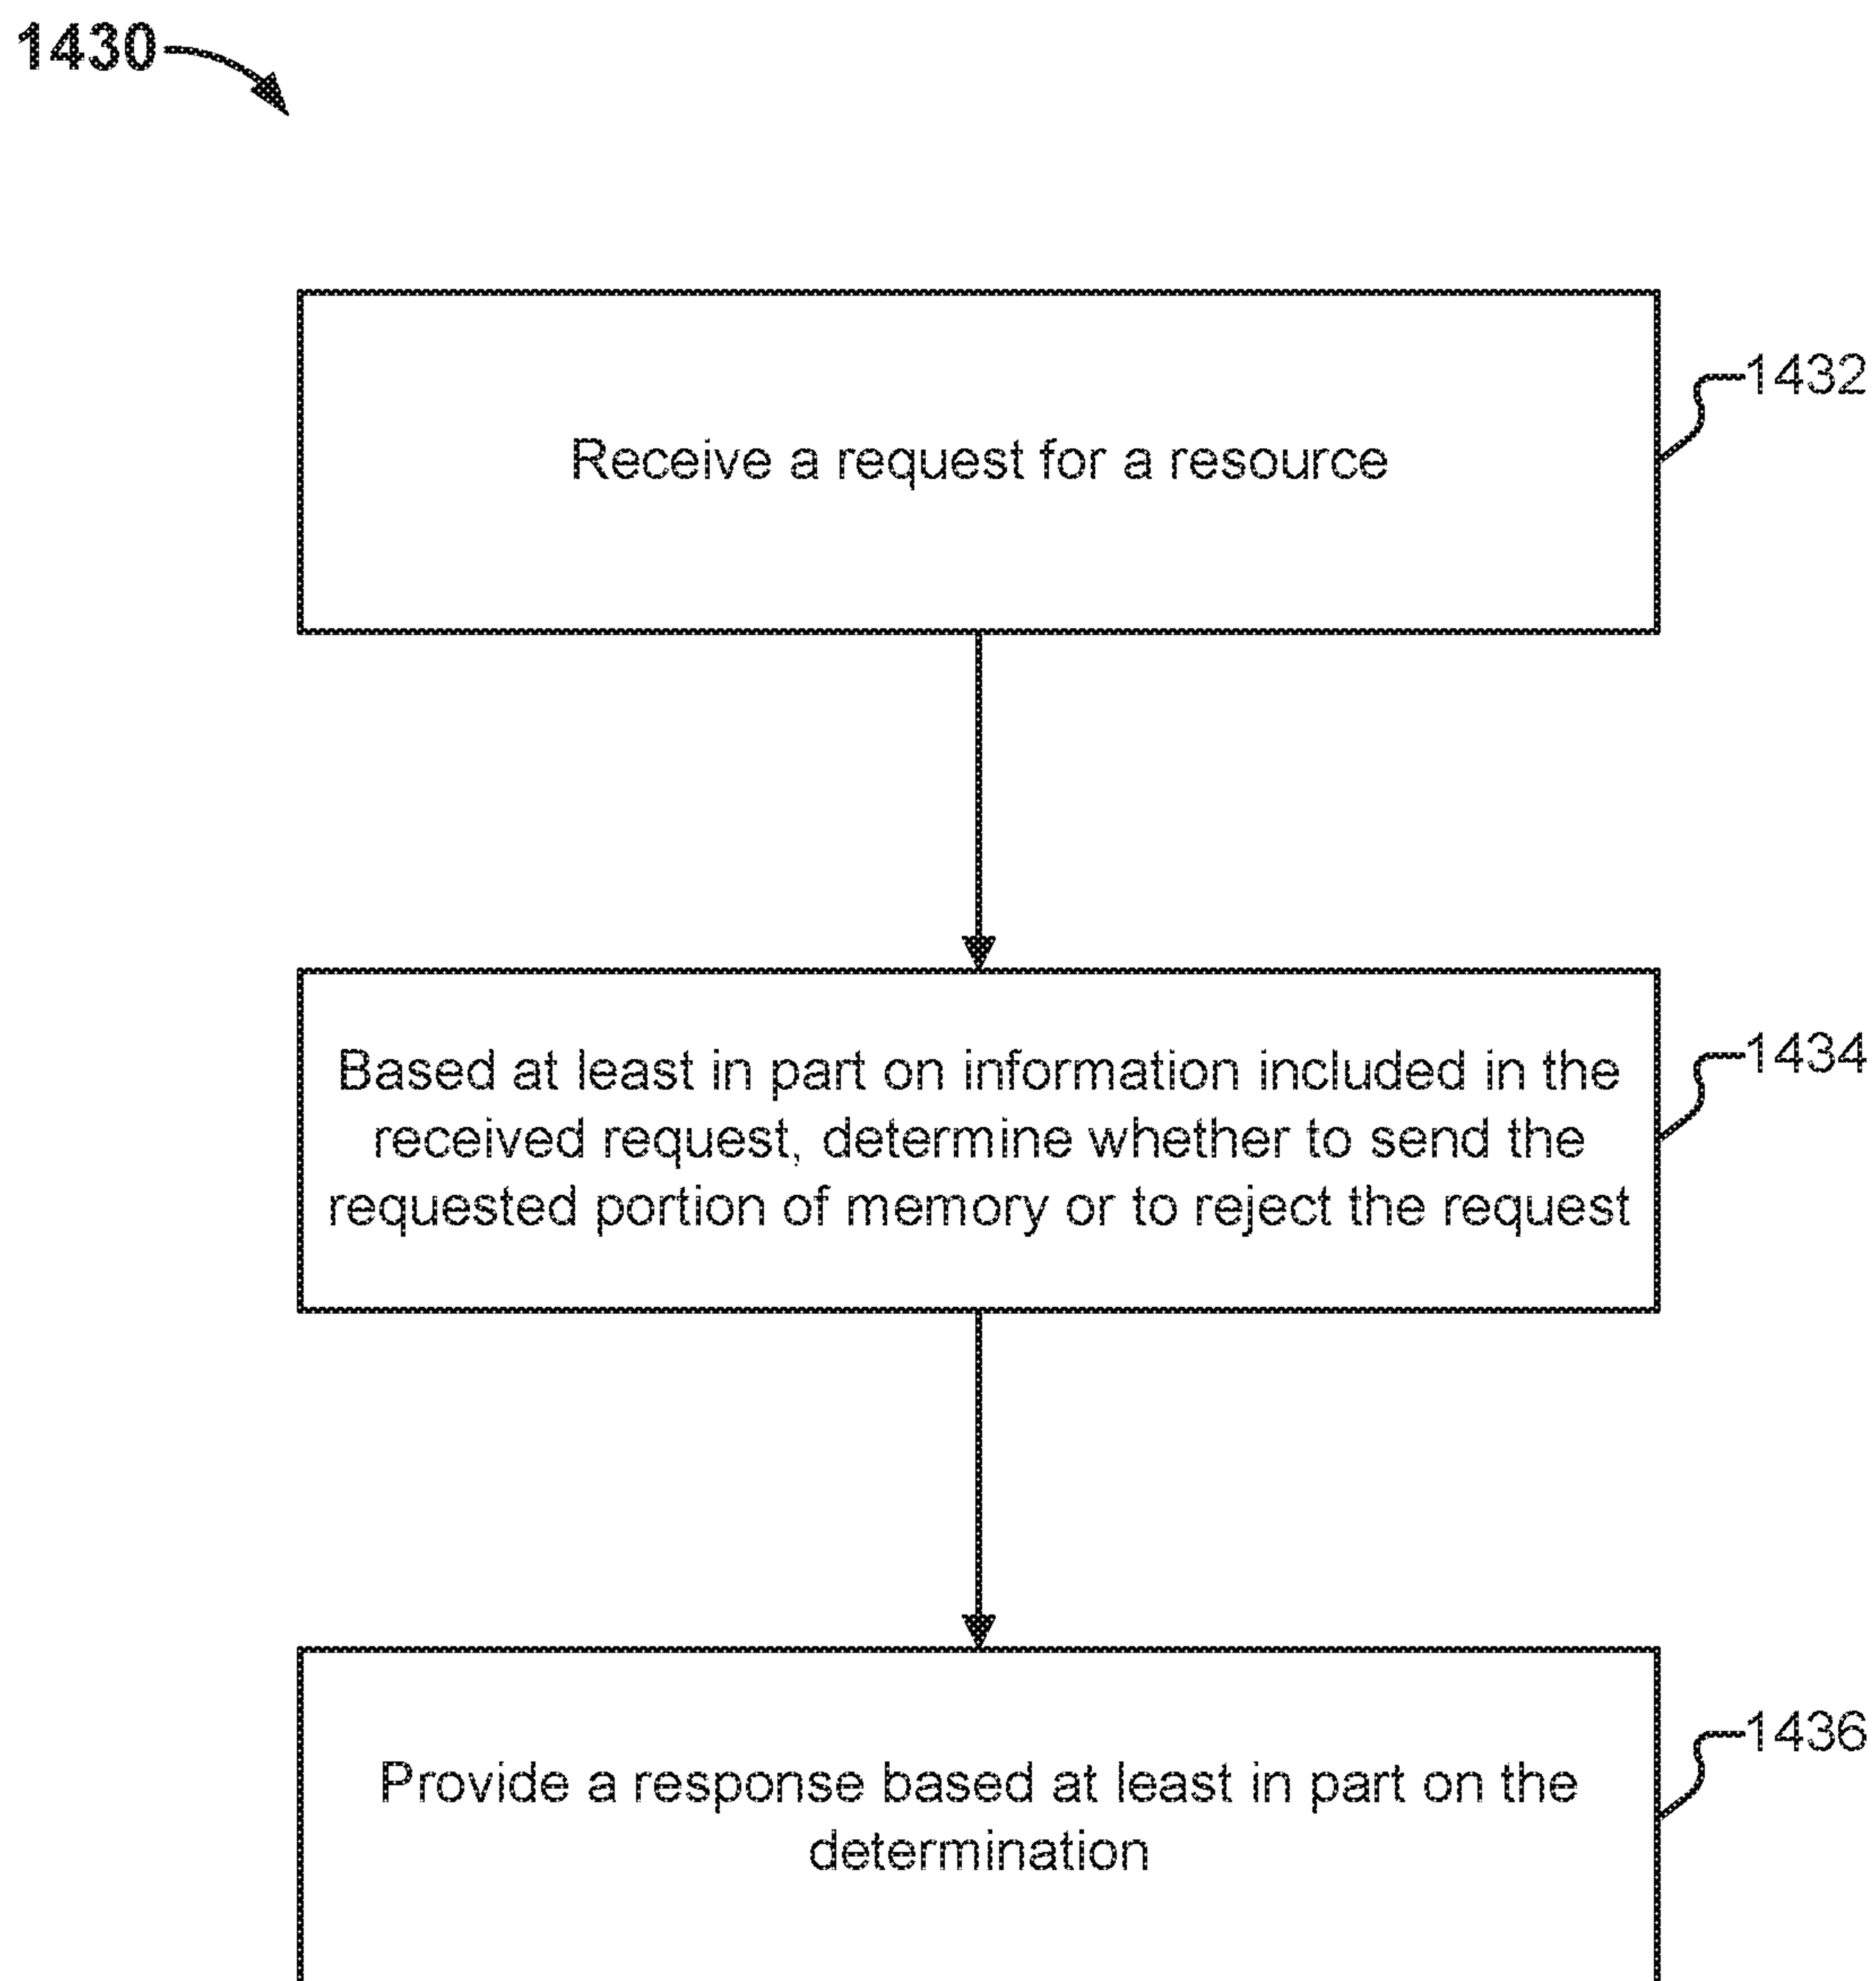 1430
Receive a request for a resource
1432
Based at least in part on information included in the
received request, determine whether to send the
requested portion of memory or to reject the request
1434
Provide a response based at least in part on the
determination
1436